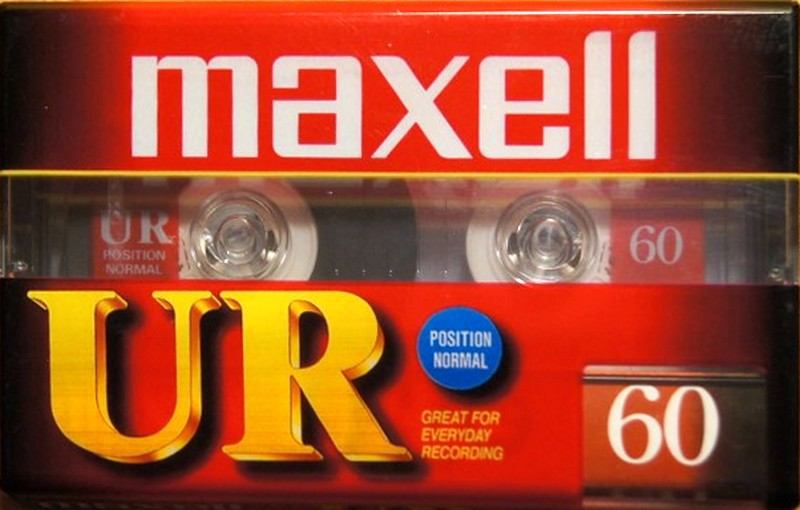 maxell
UR
POSITION
NORMAL
60
UR
POSITION
NORMAL
GREAT FOR
EVERYDAY
RECORDING
60